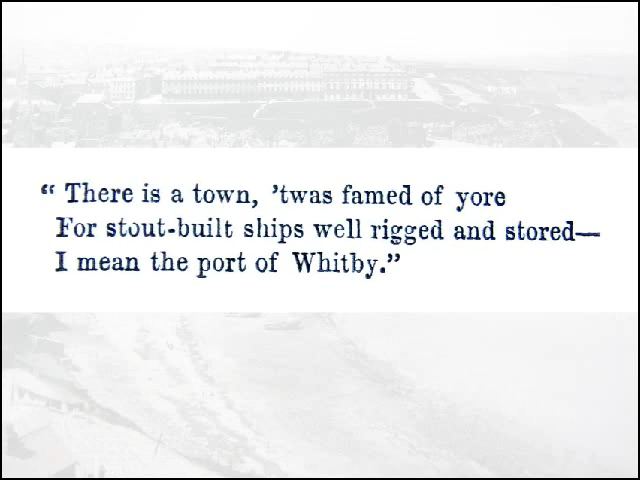 “ There is a town, ’twas famed of yore
For stout-built ships well rigged and stored—
I mean the port of Whitby.”